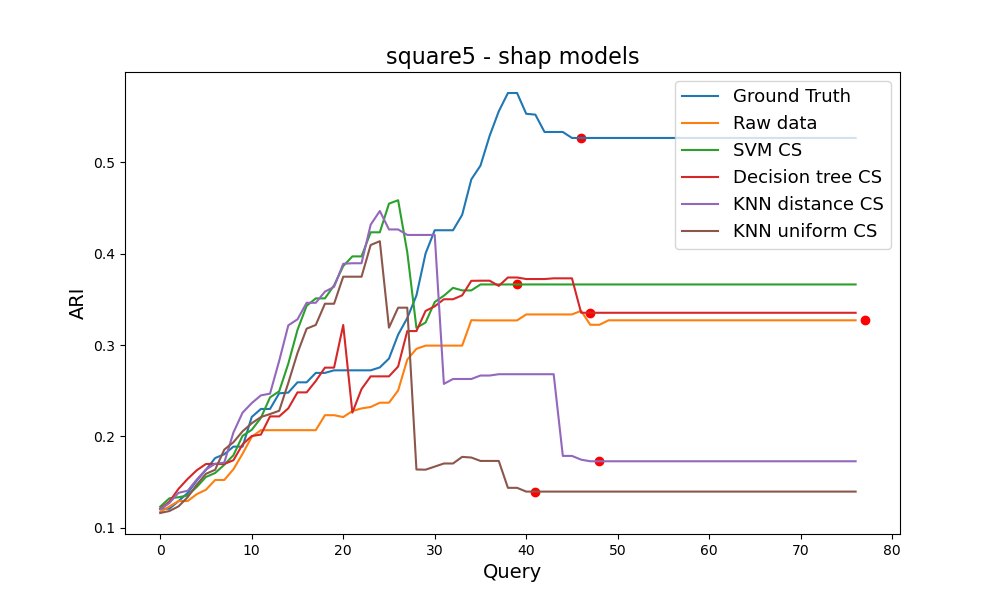 square5 - shap models
Ground Truth
Raw data
SVM CS
Decision tree CS
KNN distance CS
KNN uniform CS
ARI
0.5
0.4
0.3
0.2
0.1
0 10 20 30 40 50 60 70 80
Query